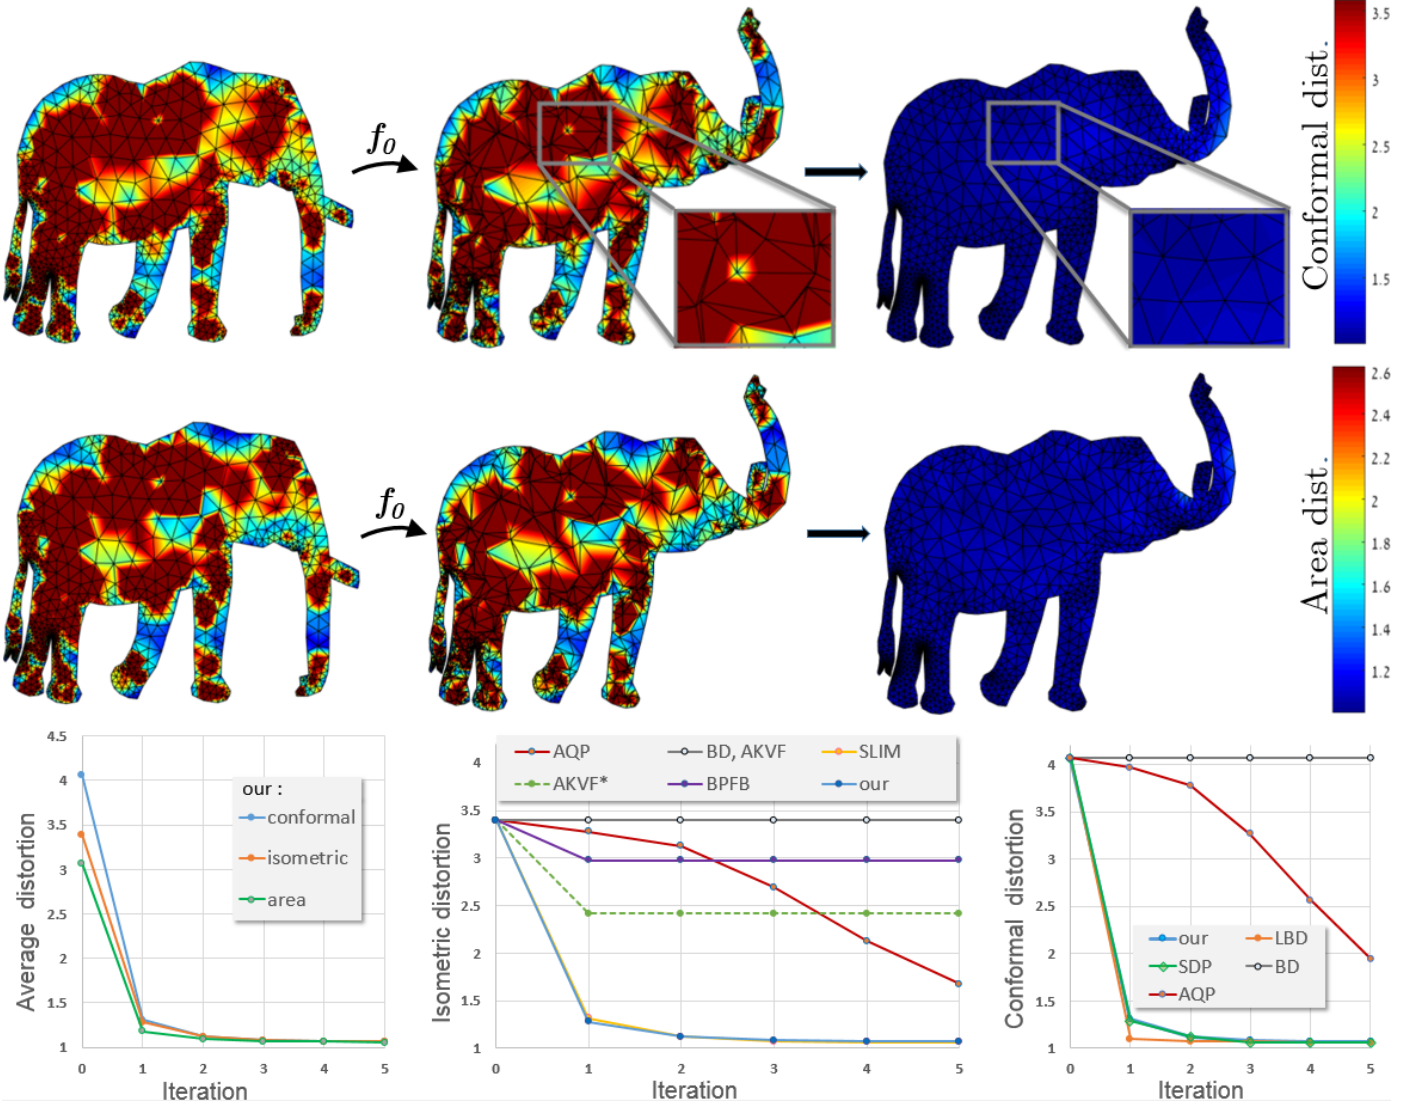 f₀
Conformal dist.
3.5
3
2.5
2
1.5
f₀
Area dist.
2.6
2.4
2.2
2
1.8
1.6
1.4
1.2
Average distortion
4.5
4
3.5
3
2.5
2
1.5
1
0 1 2 3 4 5
Iteration
our :
conformal
isometric
area
Isometric distortion
AQP BD, AKVF SLIM
AKVF* BPFB our
4
3.5
3
2.5
2
1.5
1
0 1 2 3 4 5
Iteration
Conformal distortion
4
3.5
3
2.5
2
1.5
1
our LBD
SDP BD
AQP
0 1 2 3 4 5
Iteration